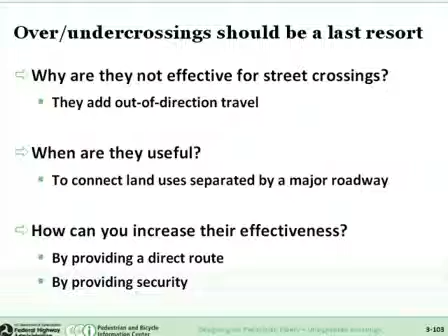 Over/undercrossings should be a last resort
Why are they not effective for street crossings?
They add out-of-direction travel
When are they useful?
To connect land uses separated by a major roadway
How can you increase their effectiveness?
By providing a direct route
By providing security
Federal Highway
Pedestrian and Bicycle
Information Center
3-103